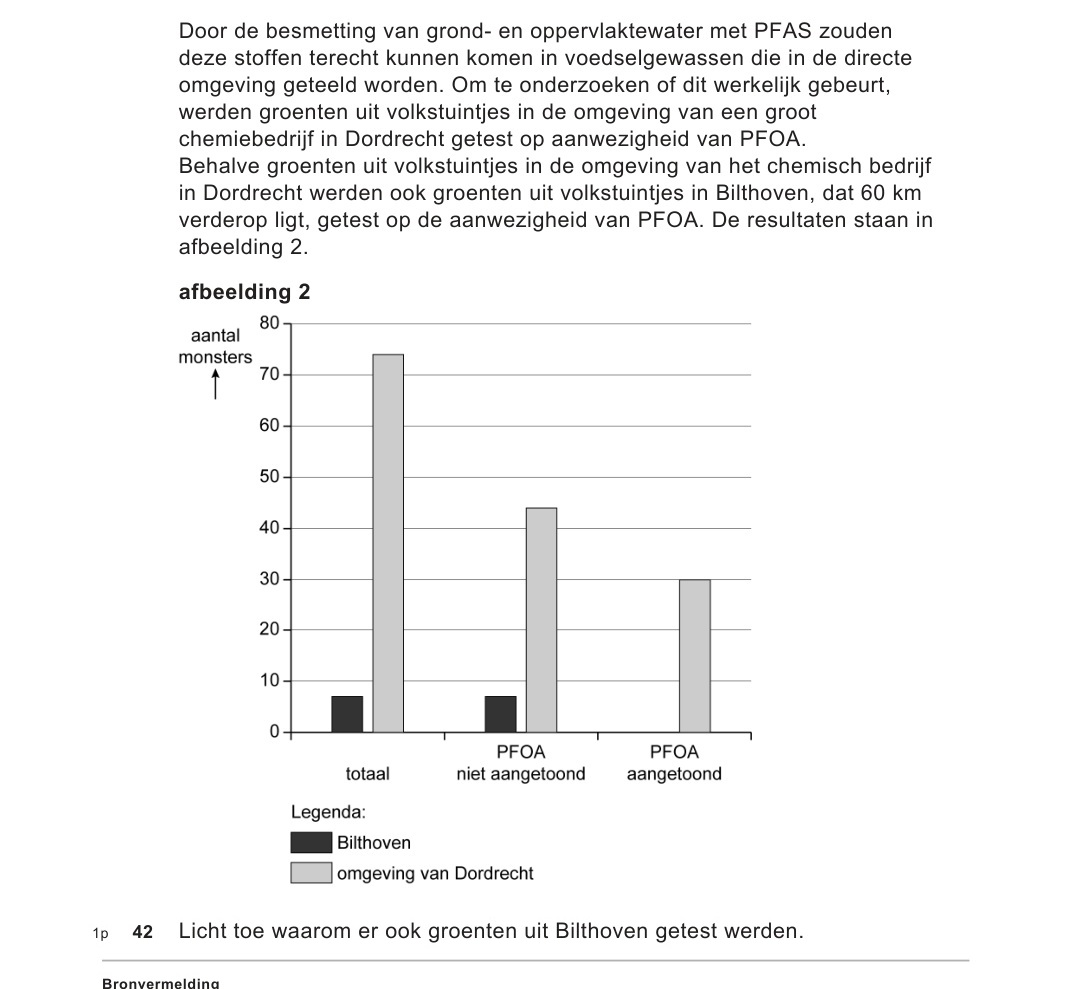 Door de besmetting van grond- en oppervlaktewater met PFAS zouden
deze stoffen terecht kunnen komen in voedselgewassen die in de directe
omgeving geteeld worden. Om te onderzoeken of dit werkelijk gebeurt,
werden groenten uit volkstuintjes in de omgeving van een groot
chemiebedrijf in Dordrecht getest op aanwezigheid van PFOA.
Behalve groenten uit volkstuintjes in de omgeving van het chemisch bedrijf
in Dordrecht werden ook groenten uit volkstuintjes in Bilthoven, dat 60 km
verderop ligt, getest op de aanwezigheid van PFOA. De resultaten staan in
afbeelding 2.
afbeelding 2
aantal
monsters
80
70
60
50
40
30
20
10
0
totaal
PFOA
niet aangetoond
PFOA
aangetoond
Legenda:
Bilthoven
omgeving van Dordrecht
1p 42 Licht toe waarom er ook groenten uit Bilthoven getest werden.
Bronvermelding